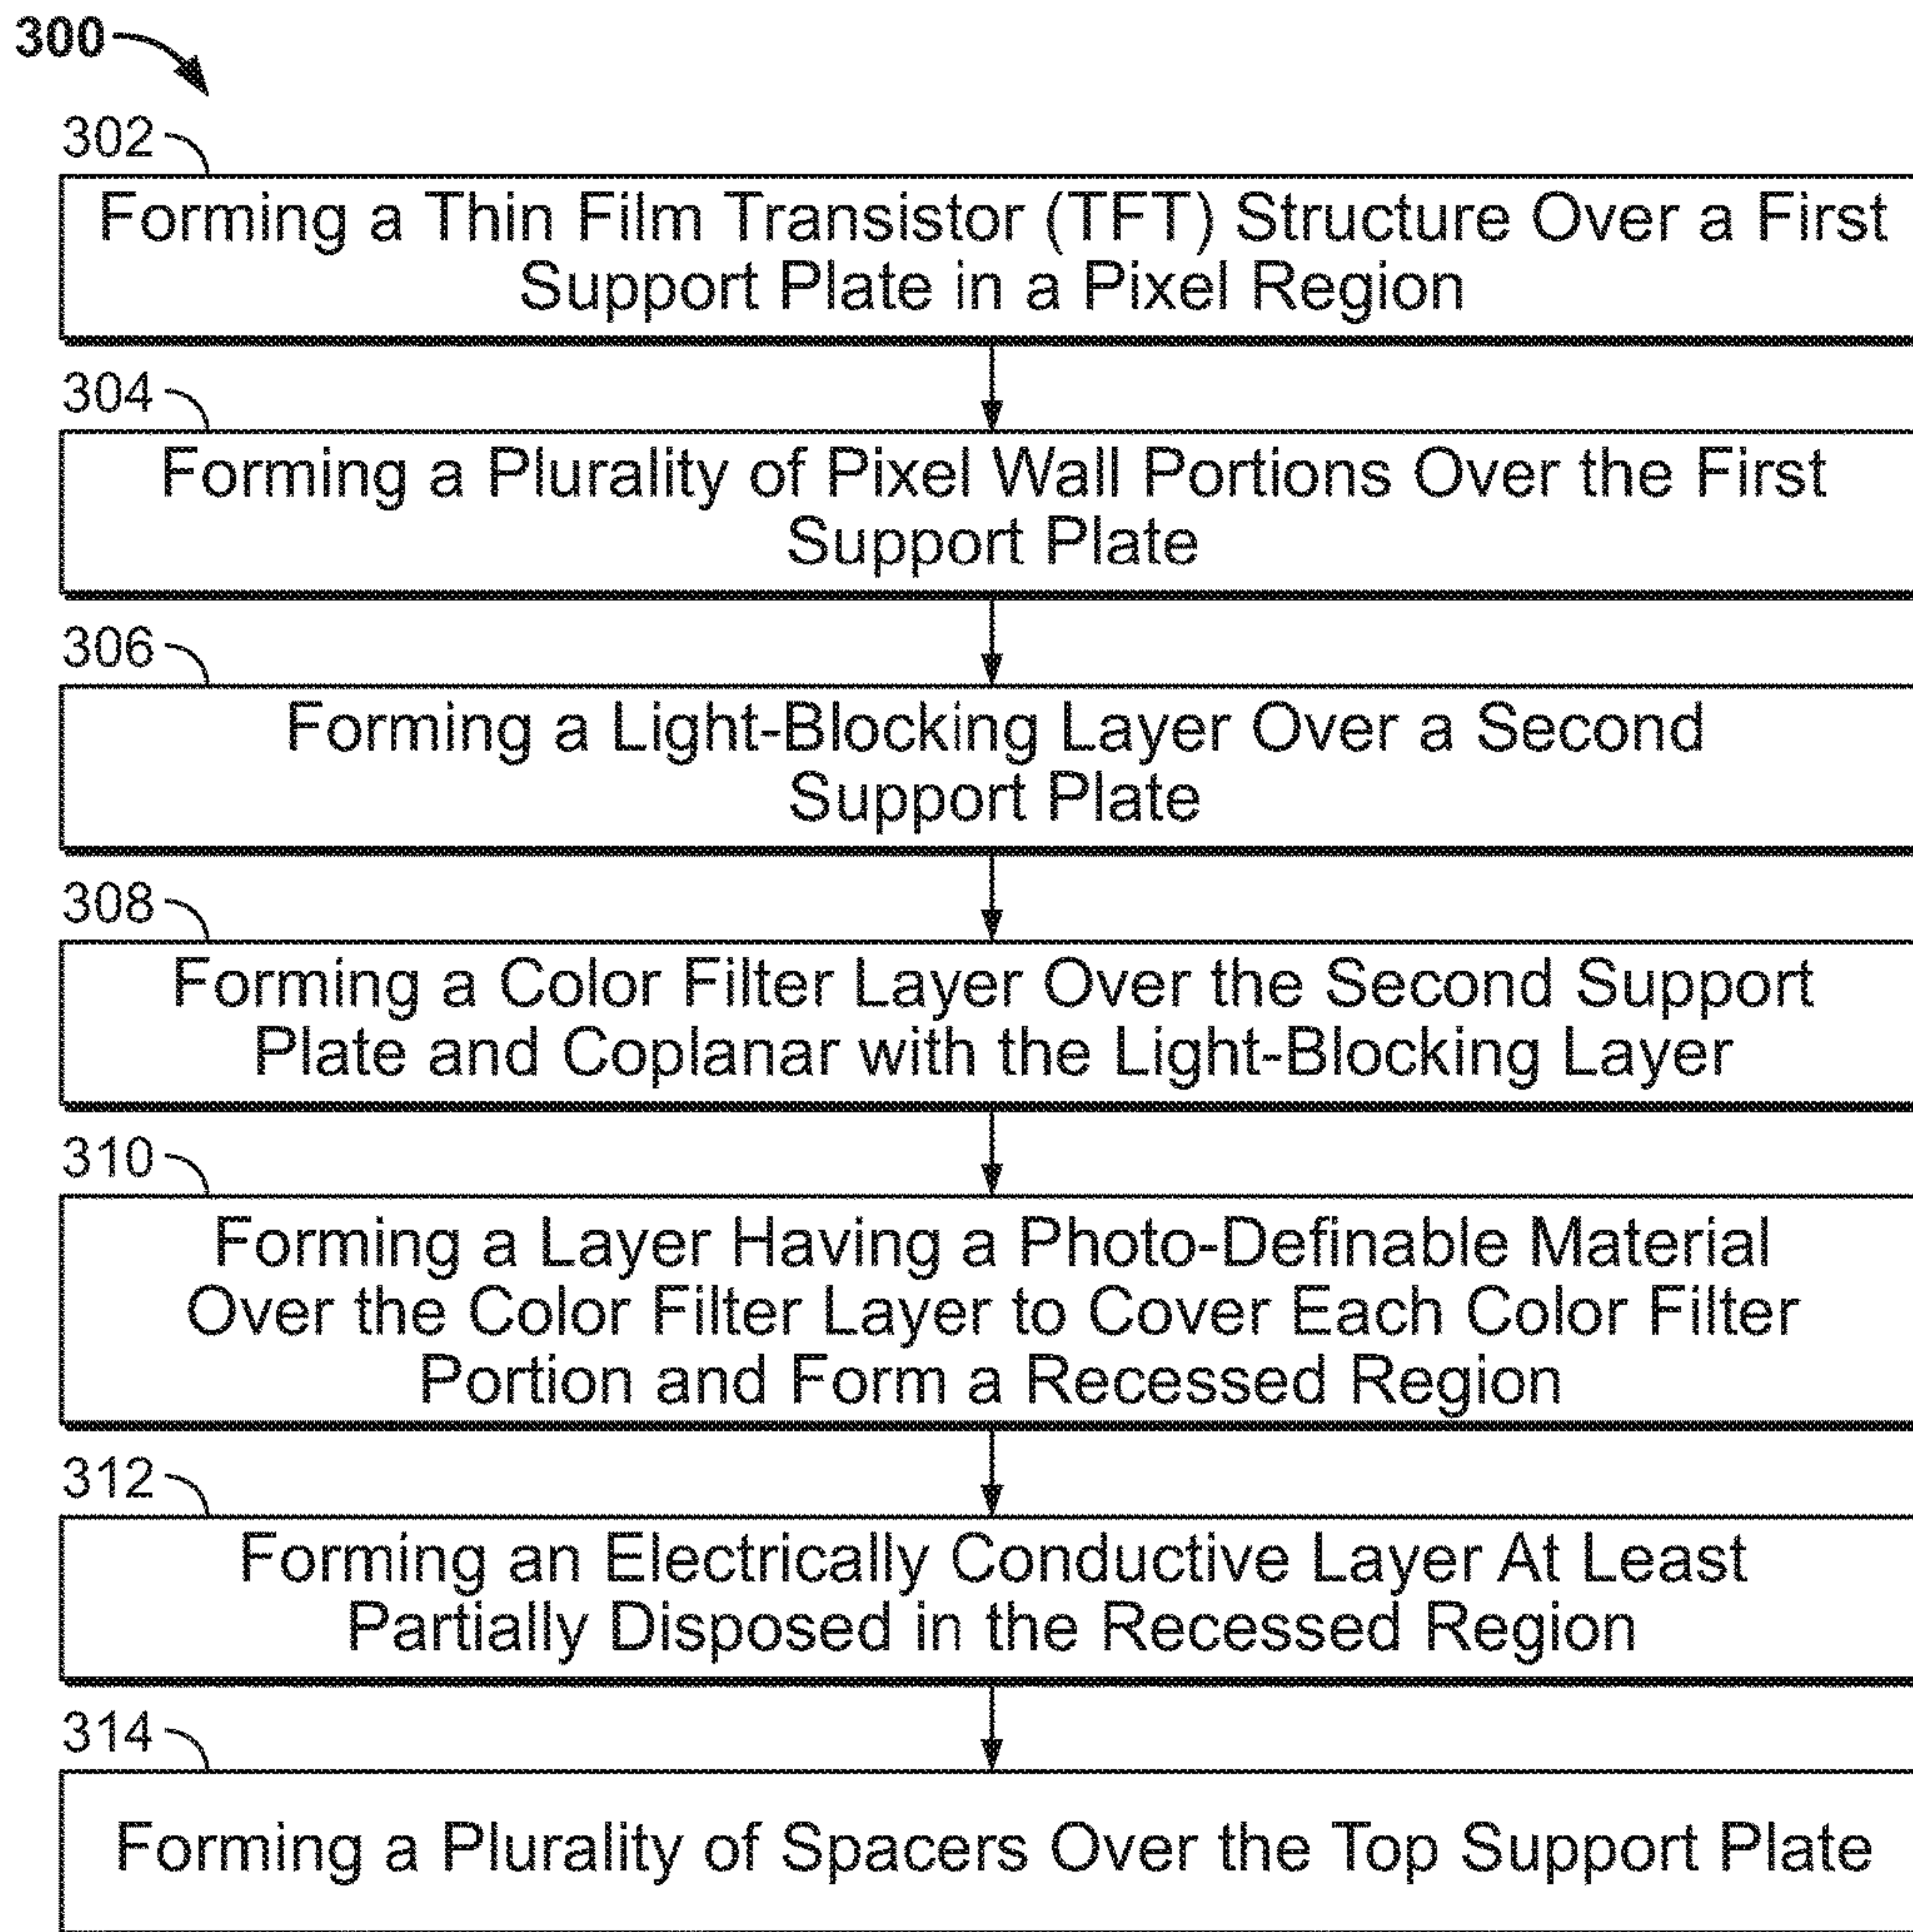 300
302
Forming a Thin Film Transistor (TFT) Structure Over a First
Support Plate in a Pixel Region
304
Forming a Plurality of Pixel Wall Portions Over the First
Support Plate
306
Forming a Light-Blocking Layer Over a Second
Support Plate
308
Forming a Color Filter Layer Over the Second Support
Plate and Coplanar with the Light-Blocking Layer
310
Forming a Layer Having a Photo-Definable Material
Over the Color Filter Layer to Cover Each Color Filter
Portion and Form a Recessed Region
312
Forming an Electrically Conductive Layer At Least
Partially Disposed in the Recessed Region
314
Forming a Plurality of Spacers Over the Top Support Plate